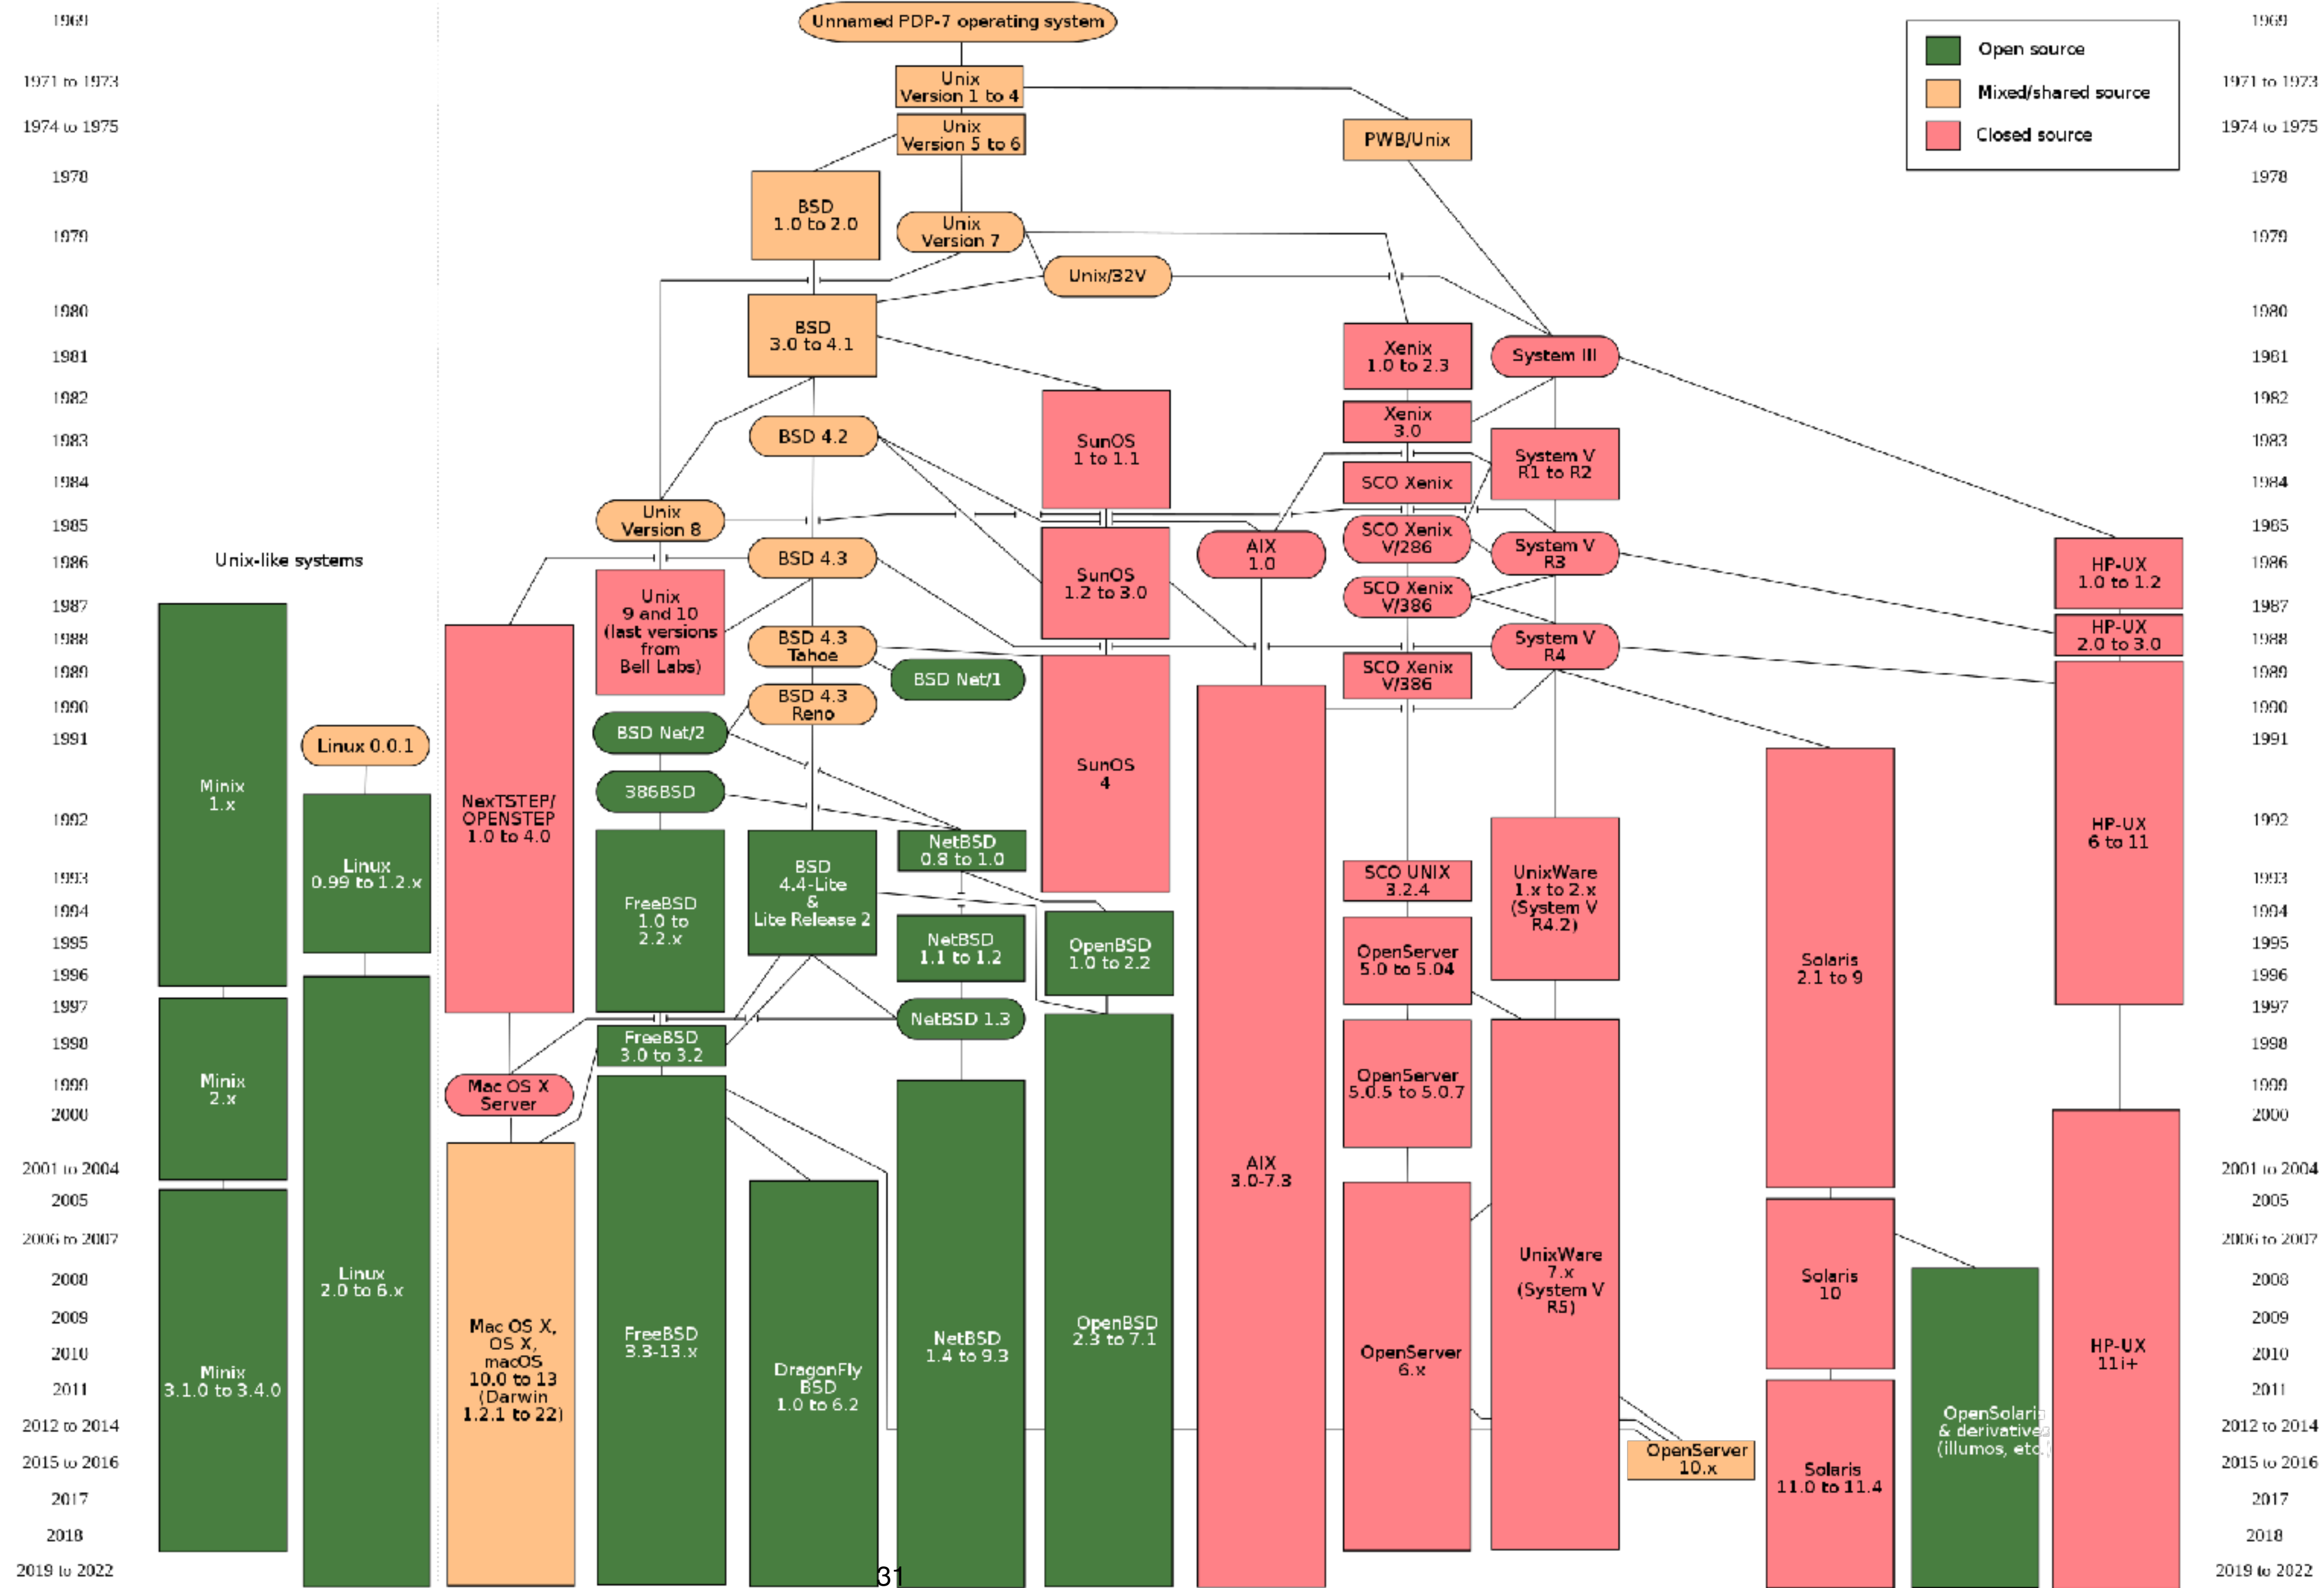 1969
1971 to 1973
1974 to 1975
1978
1979
1980
1981
1982
1983
1984
1985
1986
1987
1988
1989
1990
1991
1992
1993
1994
1995
1996
1997
1998
1999
2000
2001 to 2004
2005
2006 to 2007
2008
2009
2010
2011
2012 to 2014
2015 to 2016
2017
2018
2019 to 2022
Unix-like systems
Minix
1.x
Minix
2.x
Minix
3.1.0 to 3.4.0
Linux 0.0.1
Linux
0.99 to 1.2.x
Linux
2.0 to 6.x
NexTSTEP/
OPENSTEP
1.0 to 4.0
Mac OS X
Server
Mac OS X,
OS X,
macOS
10.0 to 13
(Darwin
1.2.1 to 22)
Unnamed PDP-7 operating system
Unix
Version 1 to 4
Unix
Version 5 to 6
PWB/Unix
BSD
1.0 to 2.0
Unix
Version 7
Unix/32V
BSD
3.0 to 4.1
BSD 4.2
Unix
Version 8
BSD 4.3
Unix
9 and 10
(last versions
from
Bell Labs)
BSD 4.3
Tahoe
BSD Net/1
BSD 4.3
Reno
BSD Net/2
386BSD
FreeBSD
1.0 to
2.2.x
FreeBSD
3.0 to 3.2
FreeBSD
3.3-13.x
BSD
4.4-Lite
&
Lite Release 2
DragonFly
BSD
1.0 to 6.2
NetBSD
0.8 to 1.0
NetBSD
1.1 to 1.2
NetBSD 1.3
NetBSD
1.4 to 9.3
OpenBSD
1.0 to 2.2
OpenBSD
2.3 to 7.1
SunOS
1 to 1.1
SunOS
1.2 to 3.0
SunOS
4
AIX
1.0
AIX
3.0-7.3
Xenix
1.0 to 2.3
Xenix
3.0
SCO Xenix
SCO Xenix
V/286
SCO Xenix
V/386
SCO Xenix
V/386
SCO UNIX
3.2.4
OpenServer
5.0 to 5.04
OpenServer
5.0.5 to 5.0.7
OpenServer
6.x
System III
System V
R1 to R2
System V
R3
System V
R4
UnixWare
1.x to 2.x
(System V
R4.2)
UnixWare
7.x
(System V
R5)
OpenServer
10.x
Solaris
2.1 to 9
Solaris
10
Solaris
11.0 to 11.4
OpenSolaris
& derivatives
(illumos, etc.)
HP-UX
1.0 to 1.2
HP-UX
2.0 to 3.0
HP-UX
6 to 11
HP-UX
11i+
Open source
Mixed/shared source
Closed source
1969
1971 to 1973
1974 to 1975
1978
1979
1980
1981
1982
1983
1984
1985
1986
1987
1988
1989
1990
1991
1992
1993
1994
1995
1996
1997
1998
1999
2000
2001 to 2004
2005
2006 to 2007
2008
2009
2010
2011
2012 to 2014
2015 to 2016
2017
2018
2019 to 2022
31